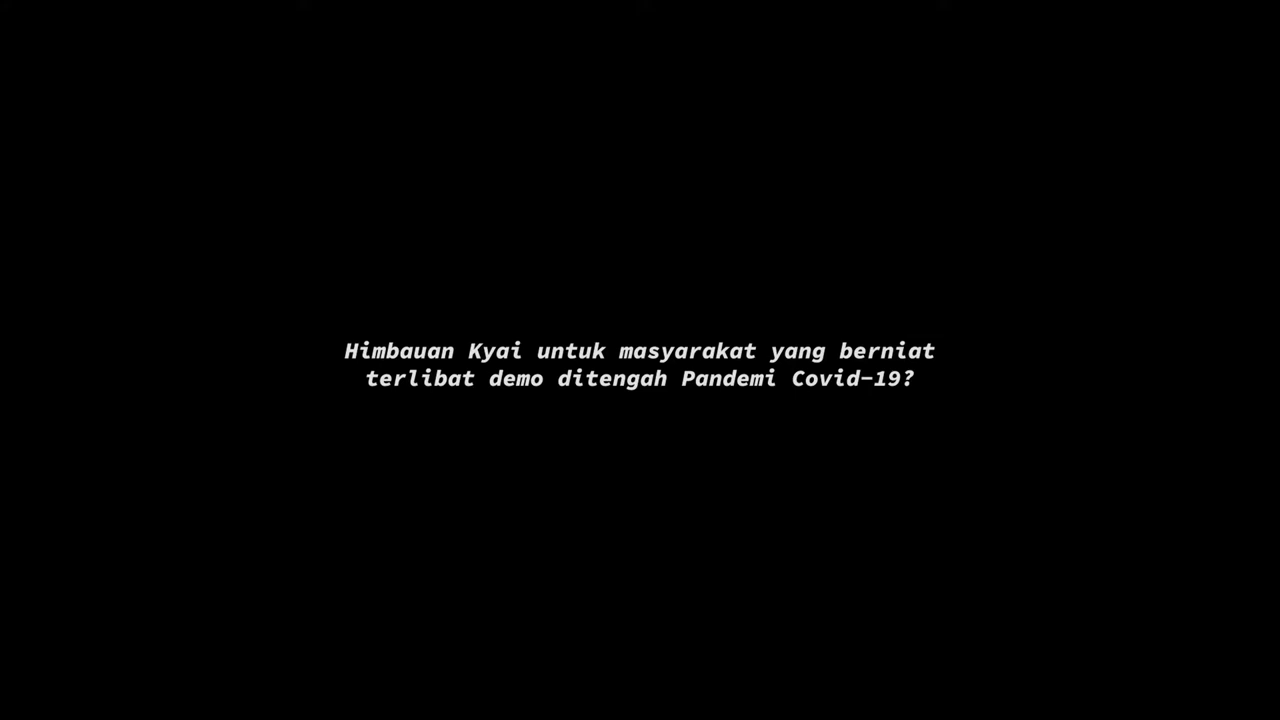 Himbauan Kyai untuk masyarakat yang berniat
terlibat demo ditengah Pandemi Covid-19?